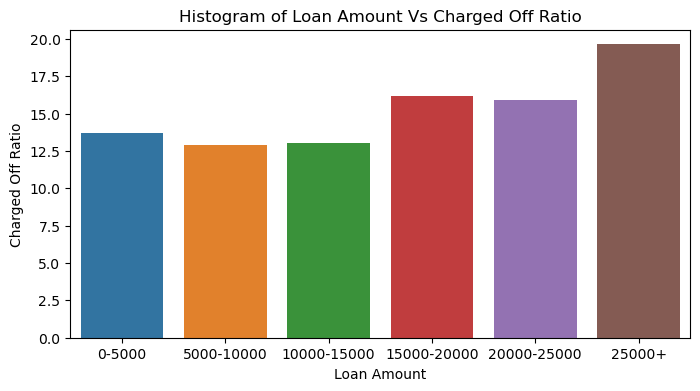 Histogram of Loan Amount Vs Charged Off Ratio
20.0
17.5
15.0
12.5
10.0
7.5
5.0
2.5
0.0
Charged Off Ratio
0-5000 5000-10000 10000-15000 15000-20000 20000-25000 25000+
Loan Amount